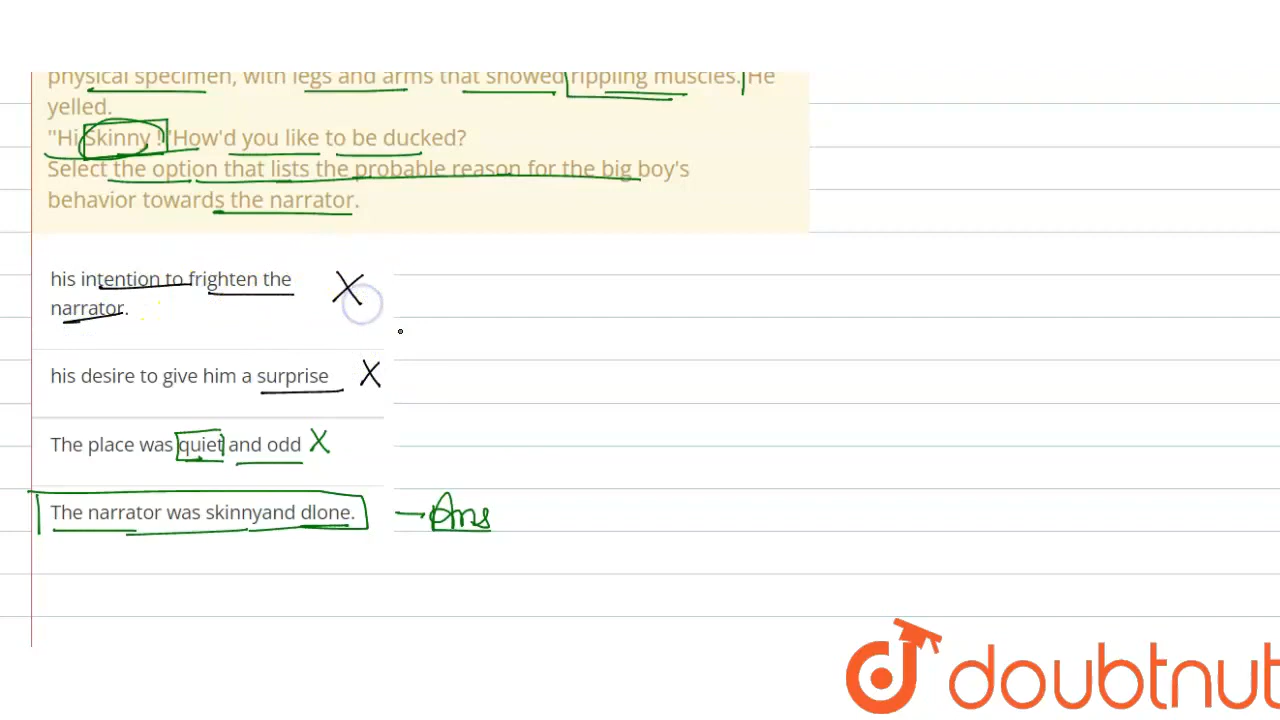 physical specimen, with legs and arms that showed rippling muscles. He
yelled.
"Hi Skinny ! "How'd you like to be ducked?
Select the option that lists the probable reason for the big boy's
behavior towards the narrator.
his intention to frighten the X
narrator.
his desire to give him a surprise X
The place was quiet and odd X
The narrator was skinnyand dlone. → Ans
doubtnut